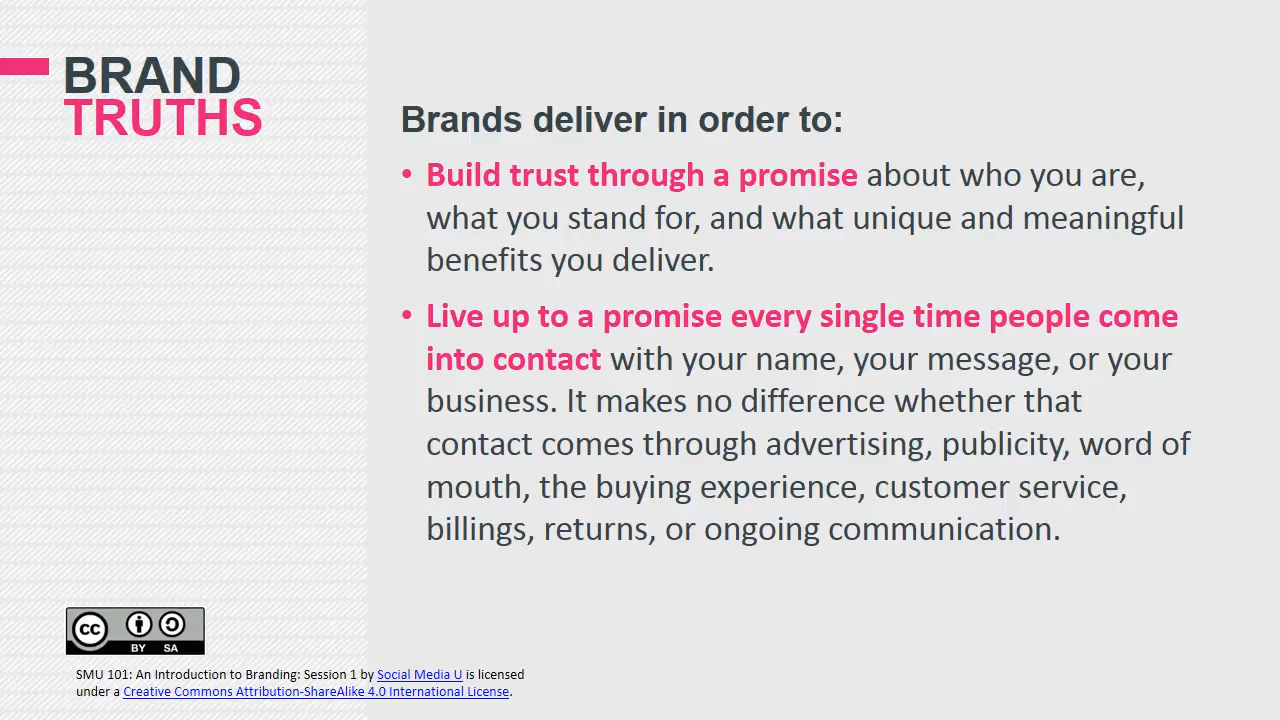 BRAND
TRUTHS
Brands deliver in order to:
• Build trust through a promise about who you are,
what you stand for, and what unique and meaningful
benefits you deliver.
• Live up to a promise every single time people come
into contact with your name, your message, or your
business. It makes no difference whether that
contact comes through advertising, publicity, word of
mouth, the buying experience, customer service,
billings, returns, or ongoing communication.
cc
BY SA
SMU 101: An Introduction to Branding: Session 1 by Social Media U is licensed
under a Creative Commons Attribution-ShareAlike 4.0 International License.